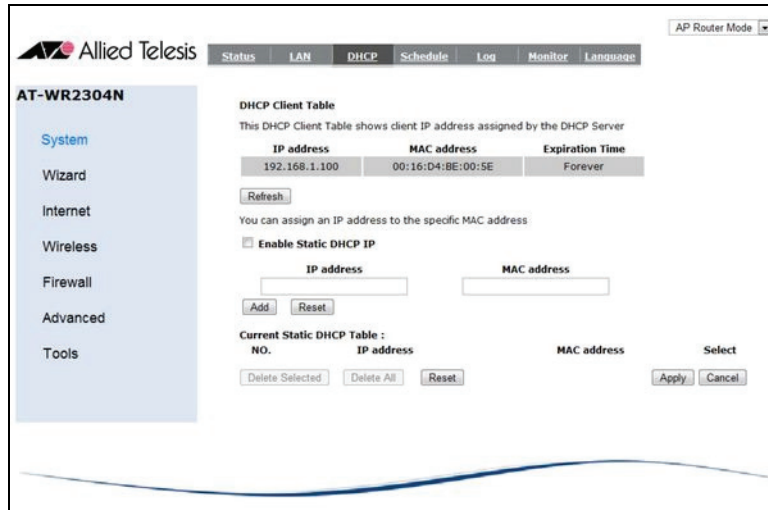 AP Router Mode
Allied Telesis
Status LAN DHCP Schedule Log Monitor Language
AT-WR2304N
System
Wizard
Internet
Wireless
Firewall
Advanced
Tools
DHCP Client Table
This DHCP Client Table shows client IP address assigned by the DHCP Server
IP address MAC address Expiration Time
192.168.1.100 00:16:D4:BE:00:5E Forever
Refresh
You can assign an IP address to the specific MAC address
Enable Static DHCP IP
IP address MAC address
Add Reset
Current Static DHCP Table :
NO. IP address MAC address Select
Delete Selected Delete All Reset Apply Cancel